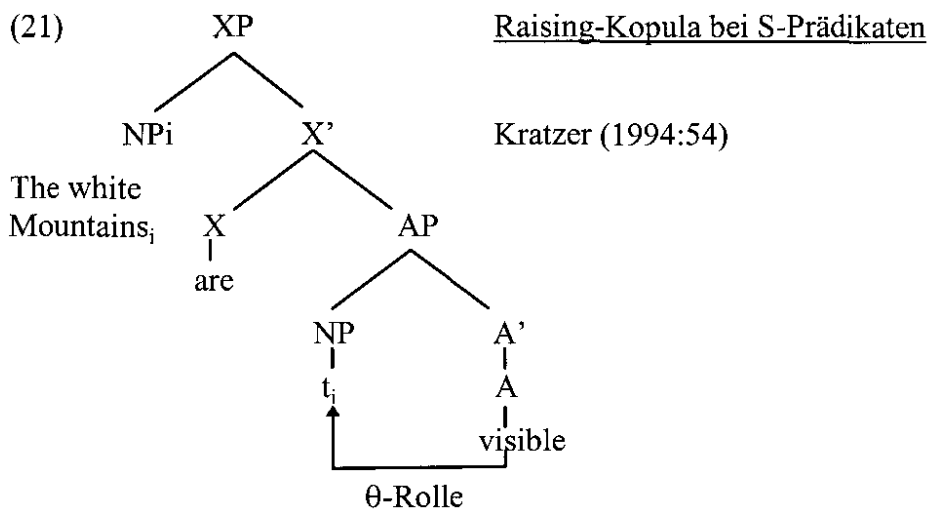 (21) XP Raising-Kopula bei S-Prädikaten
NPi X’ Kratzer (1994:54)
The white
Mountainsᵢ X AP
are
NP A’
tᵢ A
visible
θ-Rolle